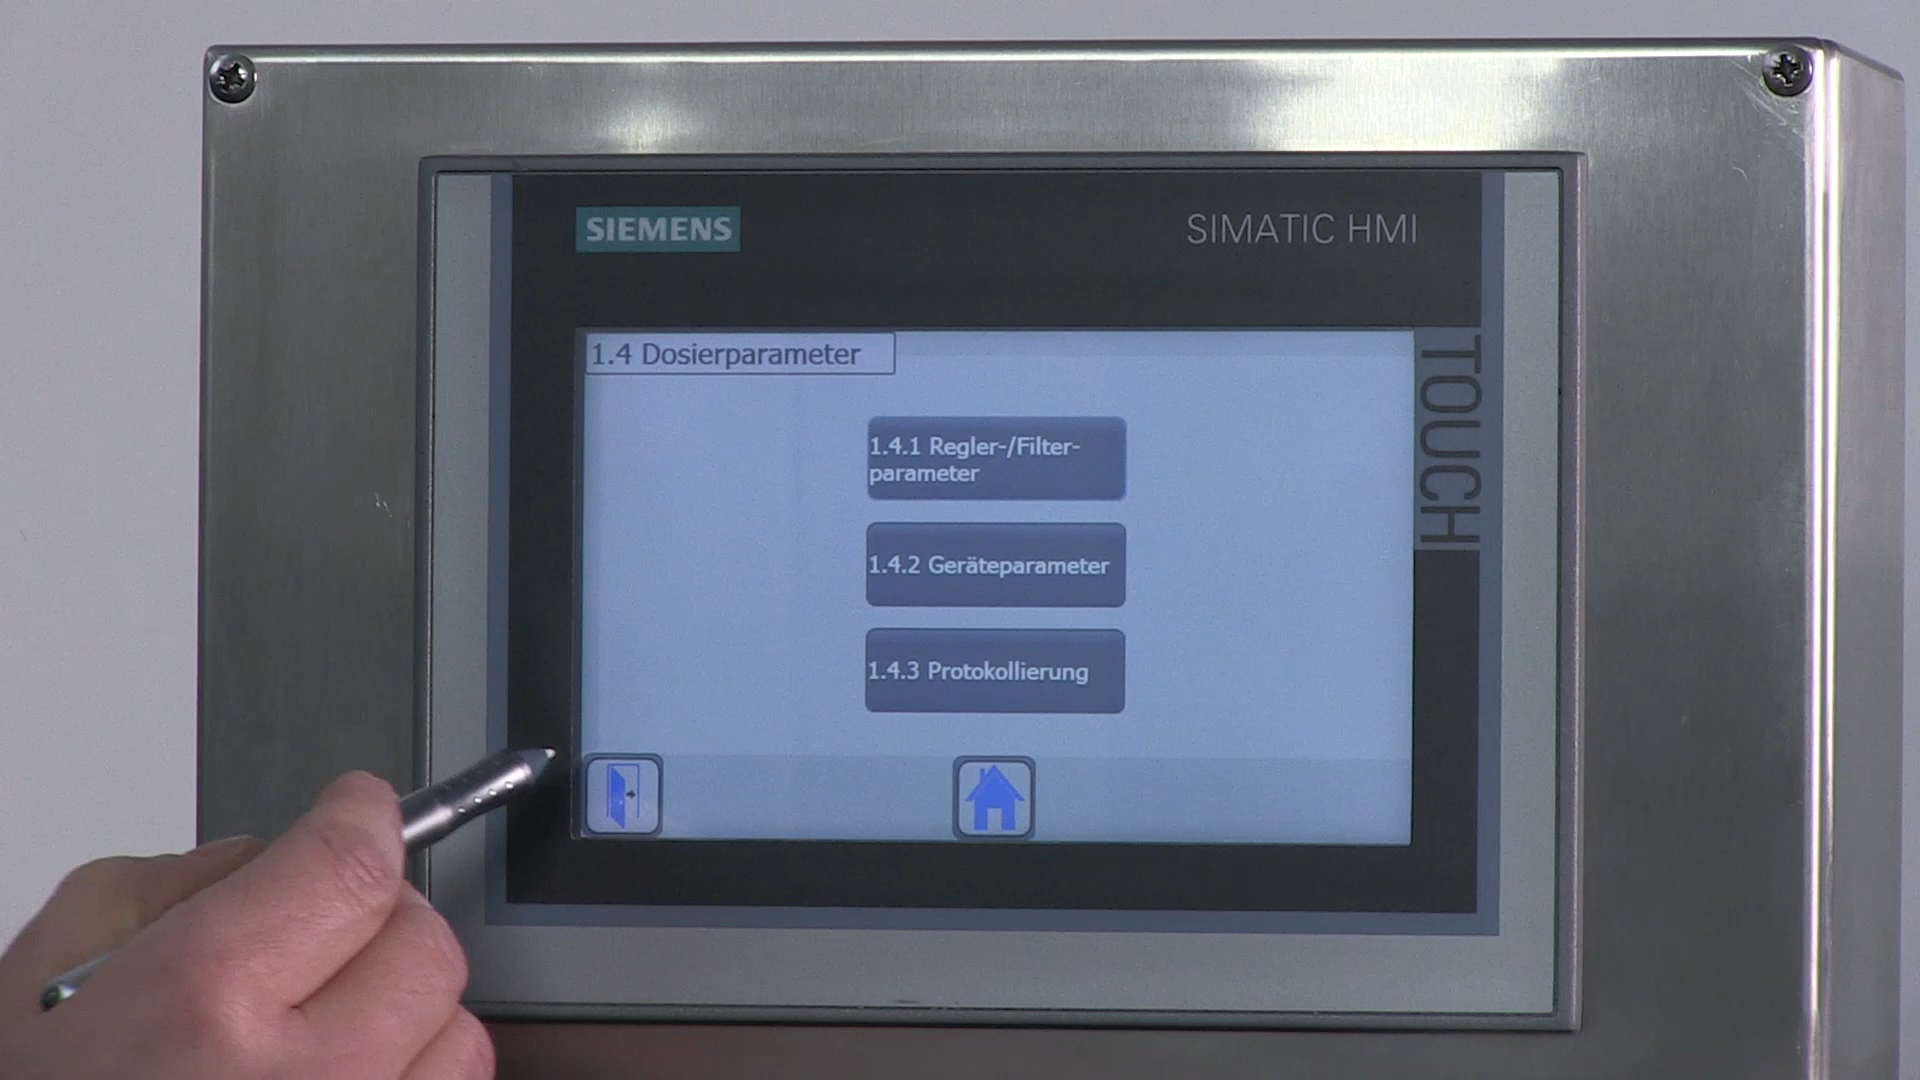 SIEMENS
SIMATIC HMI
TOUCH
1.4 Dosierparameter
1.4.1 Regler-/Filter-
parameter
1.4.2 Geräteparameter
1.4.3 Protokollierung